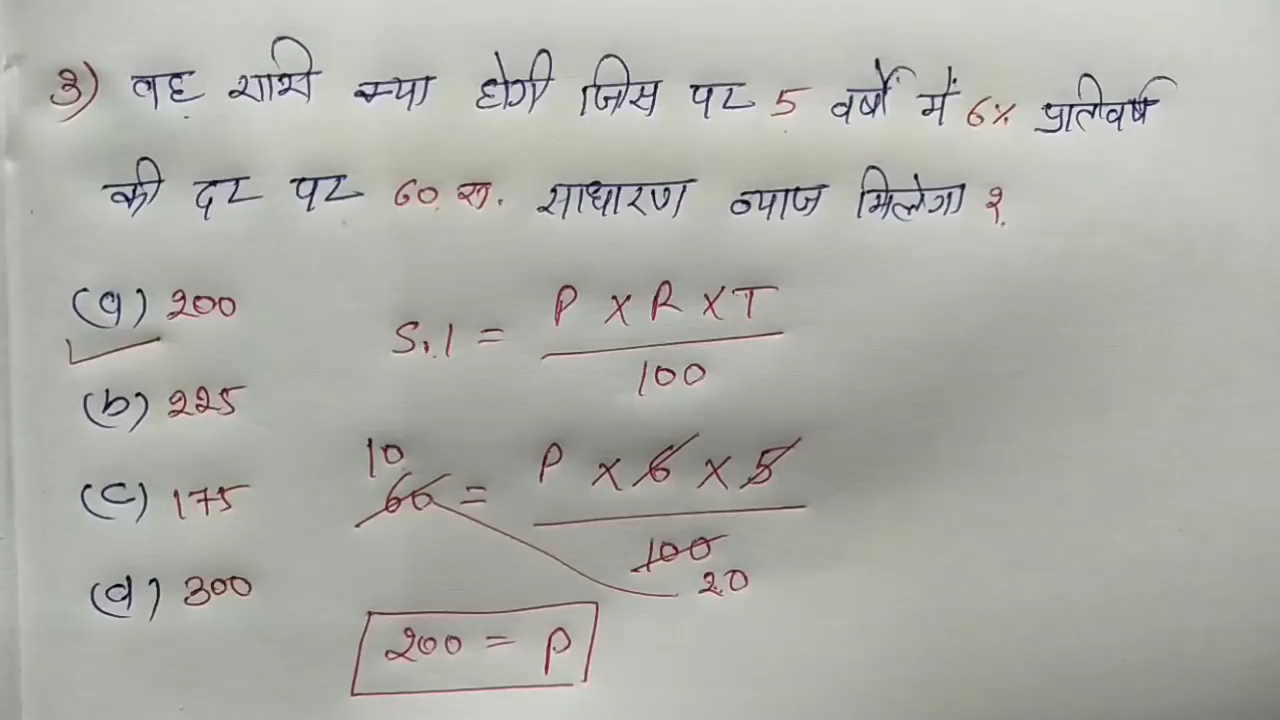 3) वह राशि क्या होगी जिस पर 5 वर्षों में 6% प्रतिवर्ष
की दर पर 60 रु. साधारण ब्याज मिलेगा ?
(a) 200
(b) 225
(c) 175
(d) 300
S.I = P x R x T
100
10
60 = P x 6 x 5
100
20
200 = P